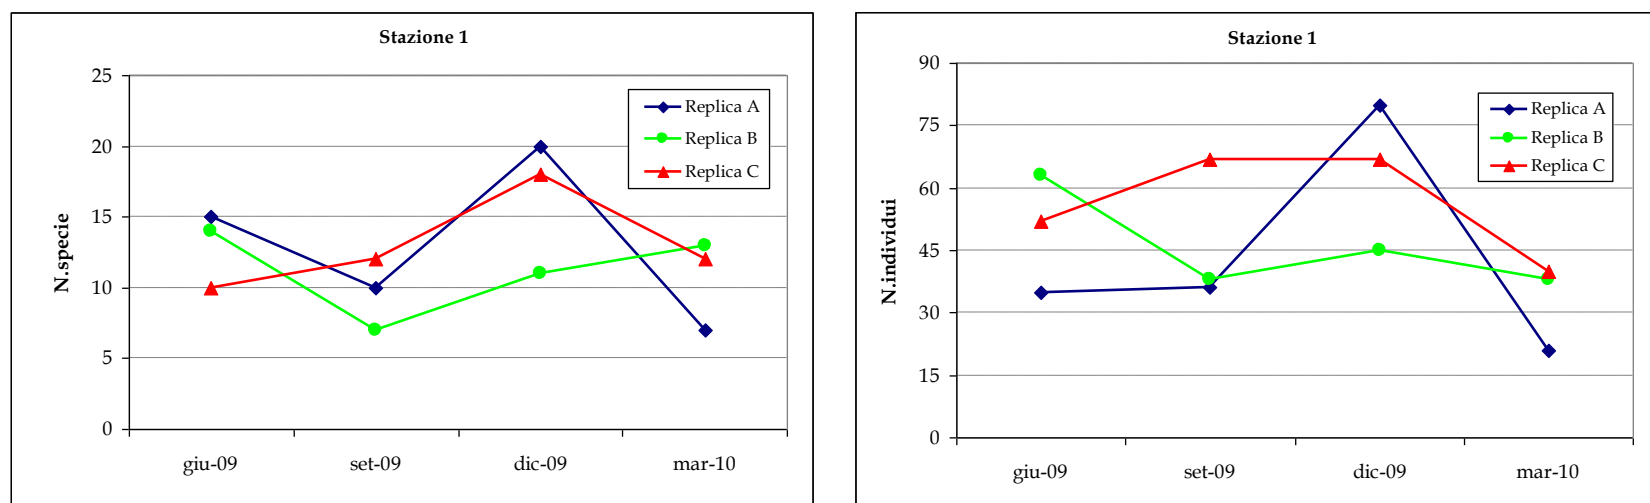 Stazione 1
25
20
15
10
5
0
N.specie
Replica A
Replica B
Replica C
giu-09 set-09 dic-09 mar-10
Stazione 1
90
75
60
45
30
15
0
N.individui
Replica A
Replica B
Replica C
giu-09 set-09 dic-09 mar-10